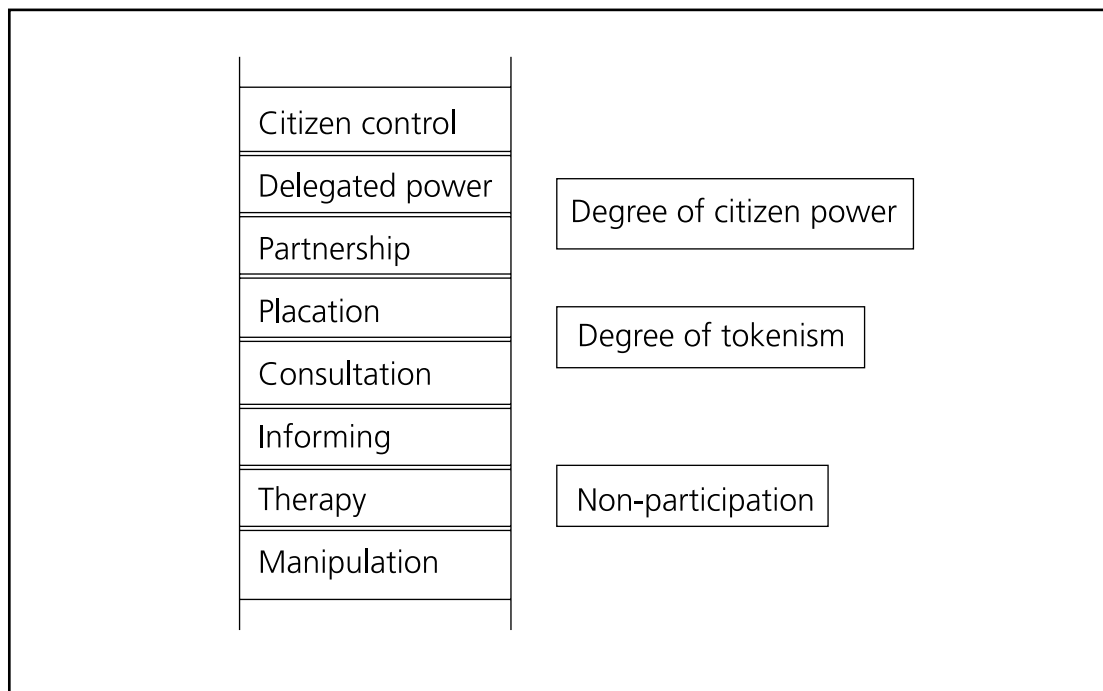 Citizen control
Delegated power
Partnership
Placation
Consultation
Informing
Therapy
Manipulation
Degree of citizen power
Degree of tokenism
Non-participation